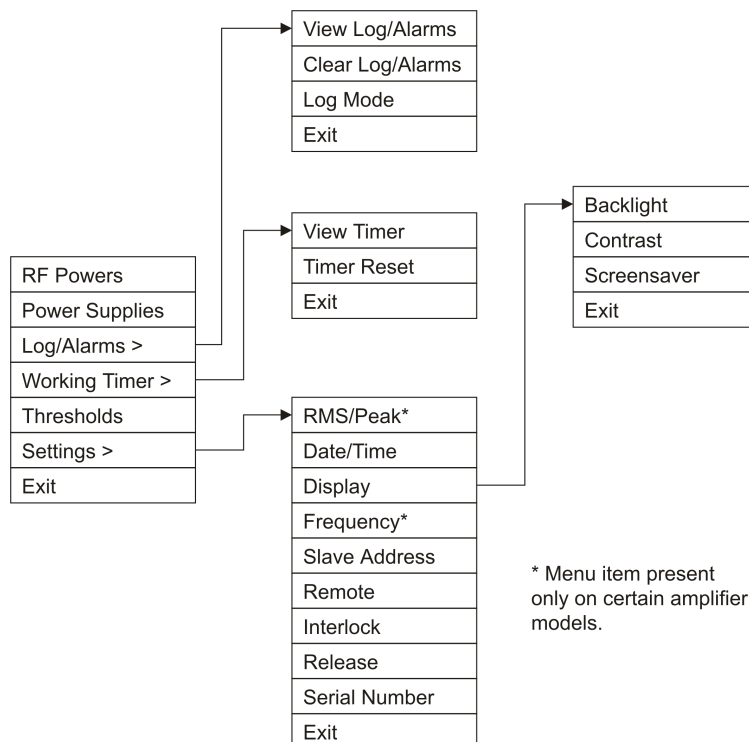 RF Powers
Power Supplies
Log/Alarms >
Working Timer >
Thresholds
Settings >
Exit
View Log/Alarms
Clear Log/Alarms
Log Mode
Exit
View Timer
Timer Reset
Exit
RMS/Peak*
Date/Time
Display
Frequency*
Slave Address
Remote
Interlock
Release
Serial Number
Exit
Backlight
Contrast
Screensaver
Exit
* Menu item present
only on certain amplifier
models.